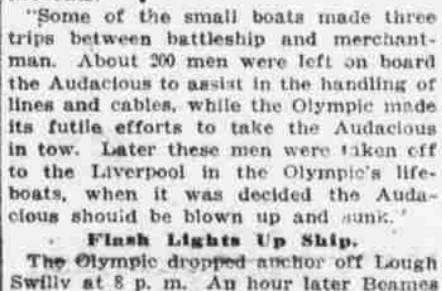 "Some of the small boats made three
trips between battleship and merchant-
man. About 200 men were left on board
the Audacious to assist in the handling of
lines and cables, while the Olympic made
its futile efforts to take the Audacious
in tow. Later these men were taken off
to the Liverpool in the Olympic's life-
boats, when it was decided the Auda-
cious should be blown up and sunk."
Flash Lights Up Ship.
The Olympic dropped anchor off Lough
Swilly at 8 p. m. An hour later Beames